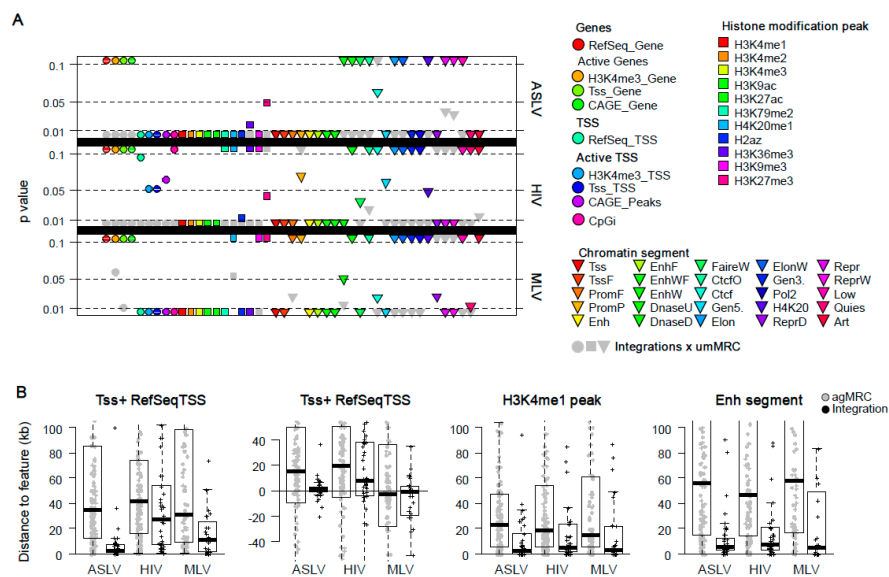 A
Genes
RefSeq_Gene
Active Genes
H3K4me3_Gene
Tss_Gene
CAGE_Gene
TSS
RefSeq_TSS
Active TSS
H3K4me3_TSS
Tss_TSS
CAGE_Peaks
CpGi
Histone modification peak
H3K4me1
H3K4me2
H3K4me3
H3K9ac
H3K27ac
H3K79me2
H4K20me1
H2az
H3K36me3
H3K9me3
H3K27me3
p value
0.1
0.05
0.01
ASLV
0.1
0.05
0.01
HIV
0.1
0.05
0.01
MLV
Chromatin segment
Tss EnhF FaireW ElonW Repr
TssF EnhWF CtcfO Gen3. ReprW
PromF EnhW Ctcf Pol2 Low
PromP DnaseU Gen5. H4K20 Quies
Enh DnaseD Elon ReprD Art
Integrations x umMRC
B
Tss+ RefSeqTSS Tss+ RefSeqTSS H3K4me1 peak Enh segment
agMRC
Integration
Distance to feature (kb)
100
80
60
40
20
0
ASLV HIV MLV
40
20
0
-20
-40
ASLV HIV MLV
100
80
60
40
20
0
ASLV HIV MLV
100
80
60
40
20
0
ASLV HIV MLV